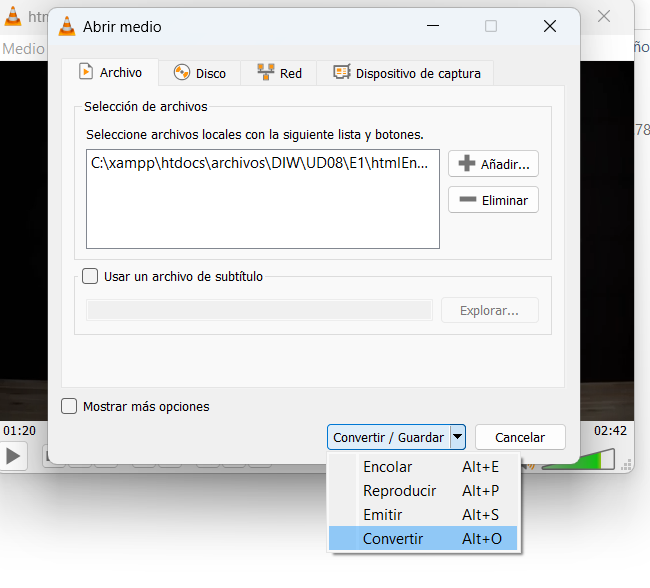 htm
Abrir medio
Medio
ño
Archivo
Disco
Red
Dispositivo de captura
Selección de archivos
Seleccione archivos locales con la siguiente lista y botones.
78
C:\xampp\htdocs\archivos\DIW\UD08\E1\htmlEn...
Añadir...
Eliminar
Usar un archivo de subtítulo
Explorar...
Mostrar más opciones
01:20
Convertir / Guardar
Cancelar
02:42
Encolar Alt+E
Reproducir Alt+P
Emitir Alt+S
Convertir Alt+O